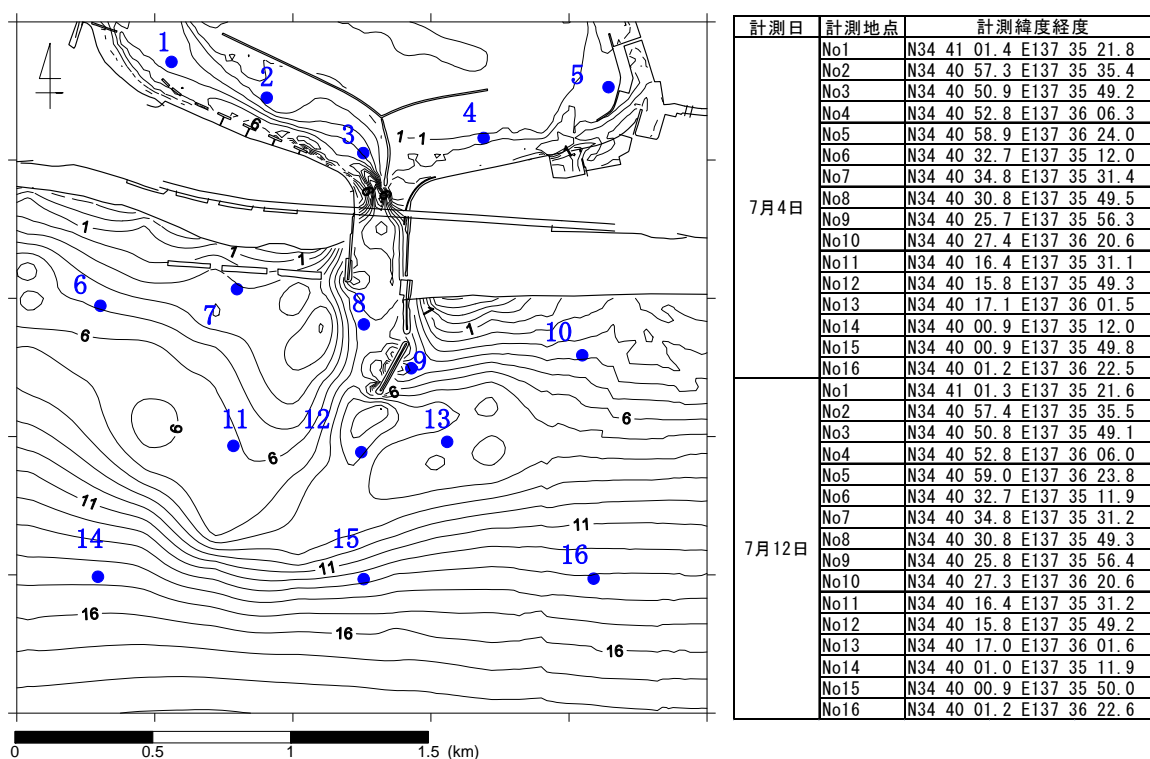 1
2
3
4
5
6
1-1
6
6
1
1
1
6
7
8
9
10
1
1
6
6
6
6
6
11
12
13
6
11
14
15
16
11
11
16
16
16
0 0.5 1 1.5 (km)
計測日 計測地点 計測緯度経度
7月4日
No1 N34 41 01.4 E137 35 21.8
No2 N34 40 57.3 E137 35 35.4
No3 N34 40 50.9 E137 35 49.2
No4 N34 40 52.8 E137 36 06.3
No5 N34 40 58.9 E137 36 24.0
No6 N34 40 32.7 E137 35 12.0
No7 N34 40 34.8 E137 35 31.4
No8 N34 40 30.8 E137 35 49.5
No9 N34 40 25.7 E137 35 56.3
No10 N34 40 27.4 E137 36 20.6
No11 N34 40 16.4 E137 35 31.1
No12 N34 40 15.8 E137 35 49.3
No13 N34 40 17.1 E137 36 01.5
No14 N34 40 00.9 E137 35 12.0
No15 N34 40 00.9 E137 35 49.8
No16 N34 40 01.2 E137 36 22.5
7月12日
No1 N34 41 01.3 E137 35 21.6
No2 N34 40 57.4 E137 35 35.5
No3 N34 40 50.8 E137 35 49.1
No4 N34 40 52.8 E137 36 06.0
No5 N34 40 59.0 E137 36 23.8
No6 N34 40 32.7 E137 35 11.9
No7 N34 40 34.8 E137 35 31.2
No8 N34 40 30.8 E137 35 49.3
No9 N34 40 25.8 E137 35 56.4
No10 N34 40 27.3 E137 36 20.6
No11 N34 40 16.4 E137 35 31.2
No12 N34 40 15.8 E137 35 49.2
No13 N34 40 17.0 E137 36 01.6
No14 N34 40 01.0 E137 35 11.9
No15 N34 40 00.9 E137 35 50.0
No16 N34 40 01.2 E137 36 22.6